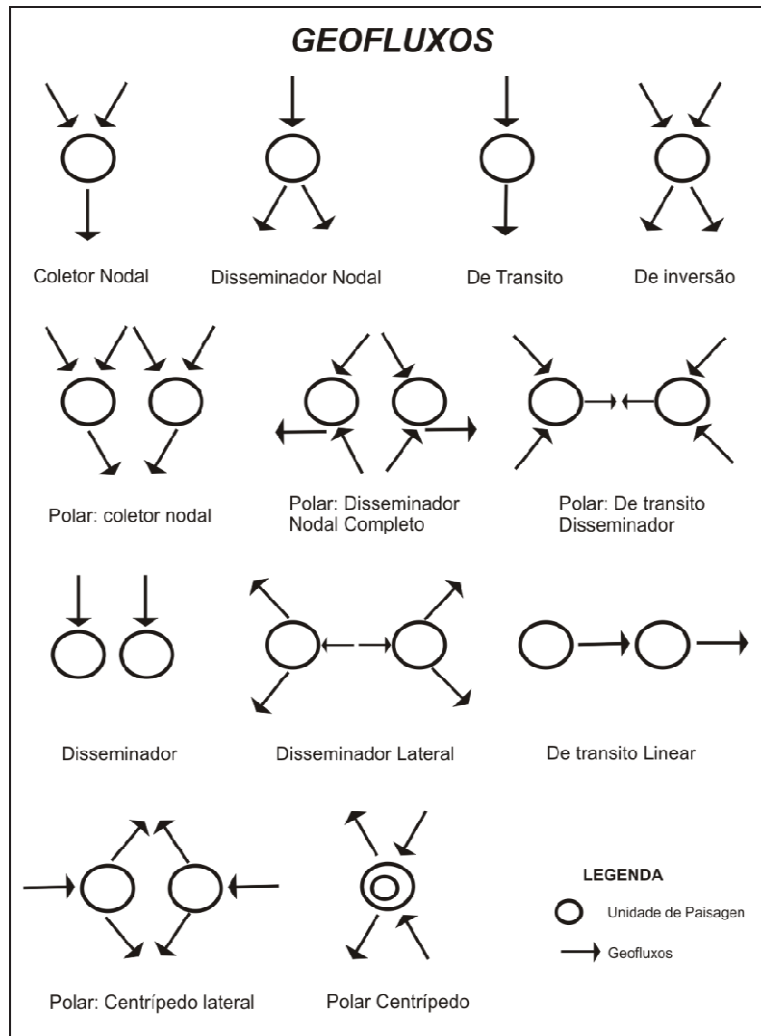 GEOFLUXOS
Coletor Nodal
Disseminador Nodal
De Transito
De inversão
Polar: coletor nodal
Polar: Disseminador
Nodal Completo
Polar: De transito
Disseminador
Disseminador
Disseminador Lateral
De transito Linear
LEGENDA
Unidade de Paisagen
Geofluxos
Polar: Centrípedo lateral
Polar Centrípedo